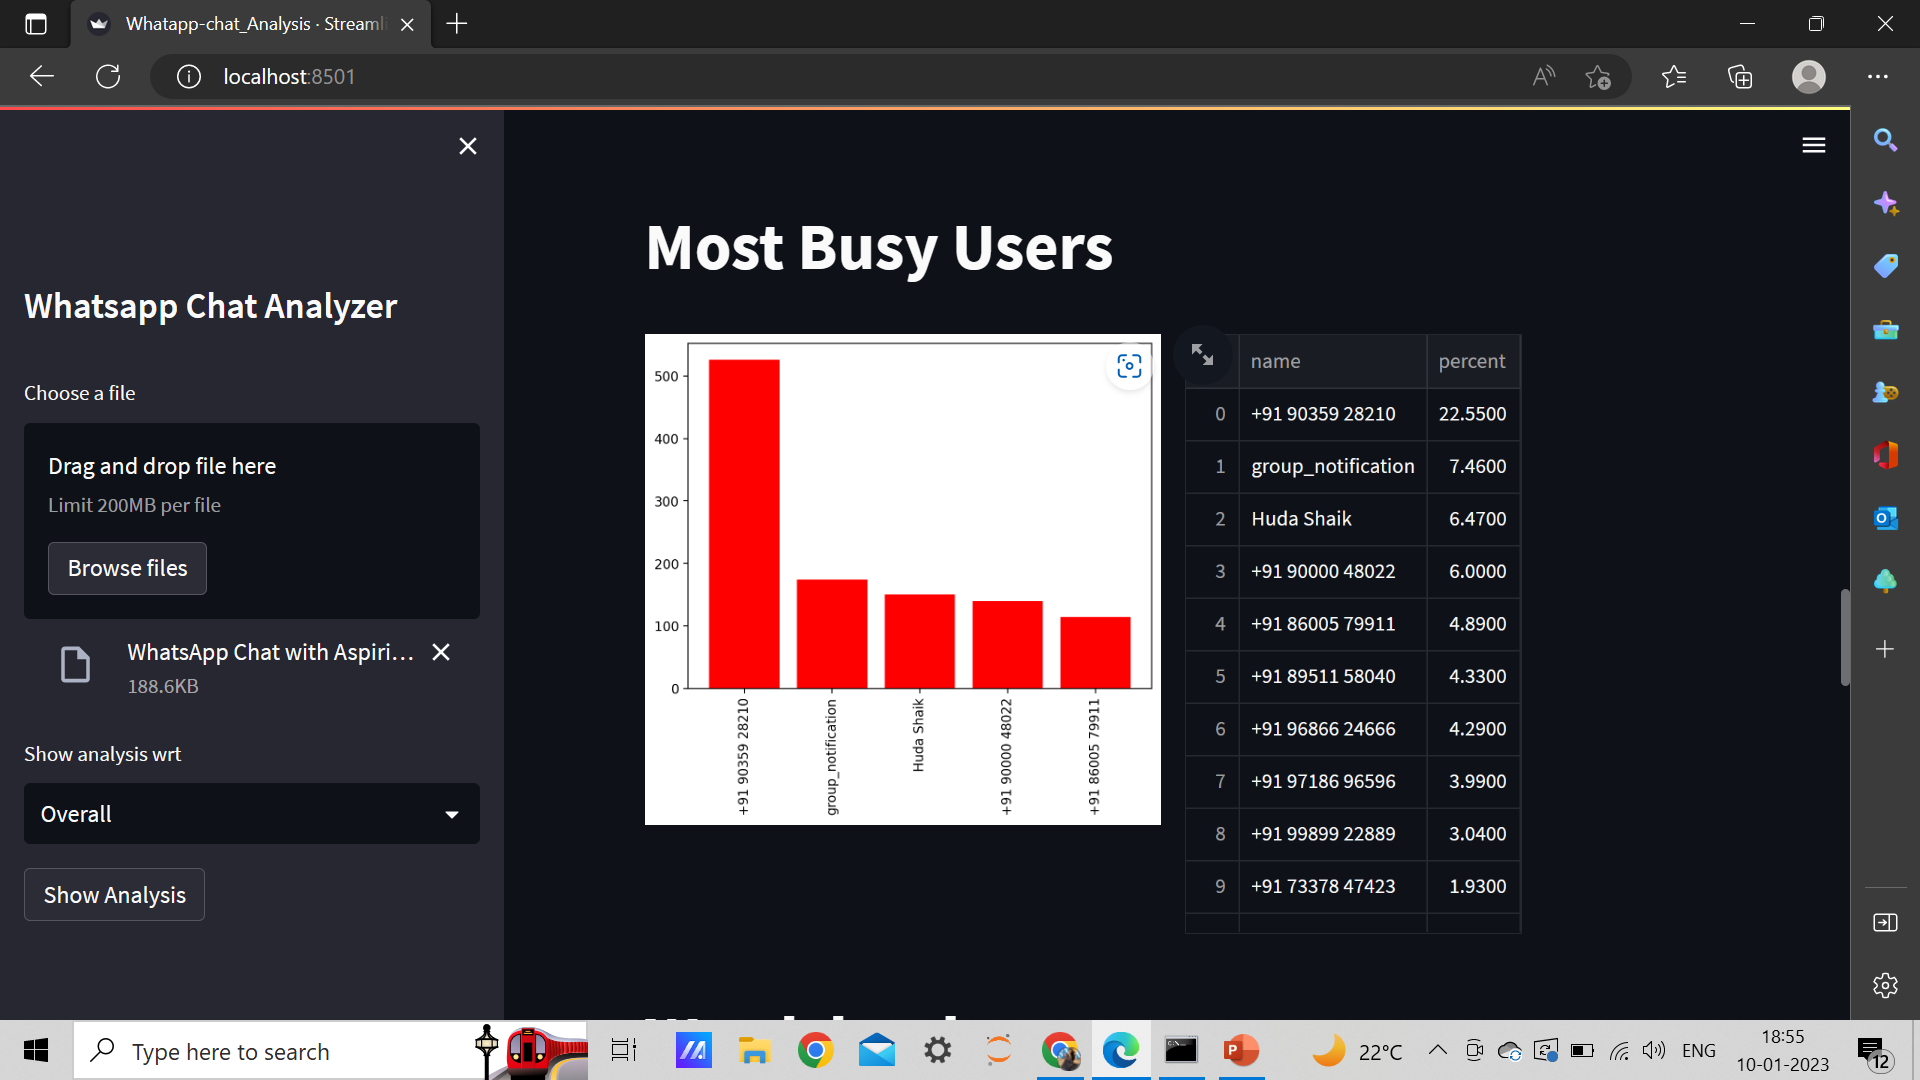 Whatapp-chat_Analysis · Streamli
localhost:8501
Whatsapp Chat Analyzer
Choose a file
Drag and drop file here
Limit 200MB per file
Browse files
WhatsApp Chat with Aspiri...
188.6KB
Show analysis wrt
Overall
Show Analysis
Most Busy Users
500
400
300
200
100
0
+91 90359 28210
group_notification
Huda Shaik
+91 90000 48022
+91 86005 79911
name percent
0 +91 90359 28210 22.5500
1 group_notification 7.4600
2 Huda Shaik 6.4700
3 +91 90000 48022 6.0000
4 +91 86005 79911 4.8900
5 +91 89511 58040 4.3300
6 +91 96866 24666 4.2900
7 +91 97186 96596 3.9900
8 +91 99899 22889 3.0400
9 +91 73378 47423 1.9300
Type here to search
22°C
ENG
18:55
10-01-2023
12